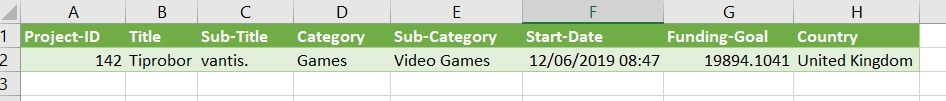 A B C D E F G H
1 Project-ID Title Sub-Title Category Sub-Category Start-Date Funding-Goal Country
2 142 Tiprobor vantis. Games Video Games 12/06/2019 08:47 19894.1041 United Kingdom
3